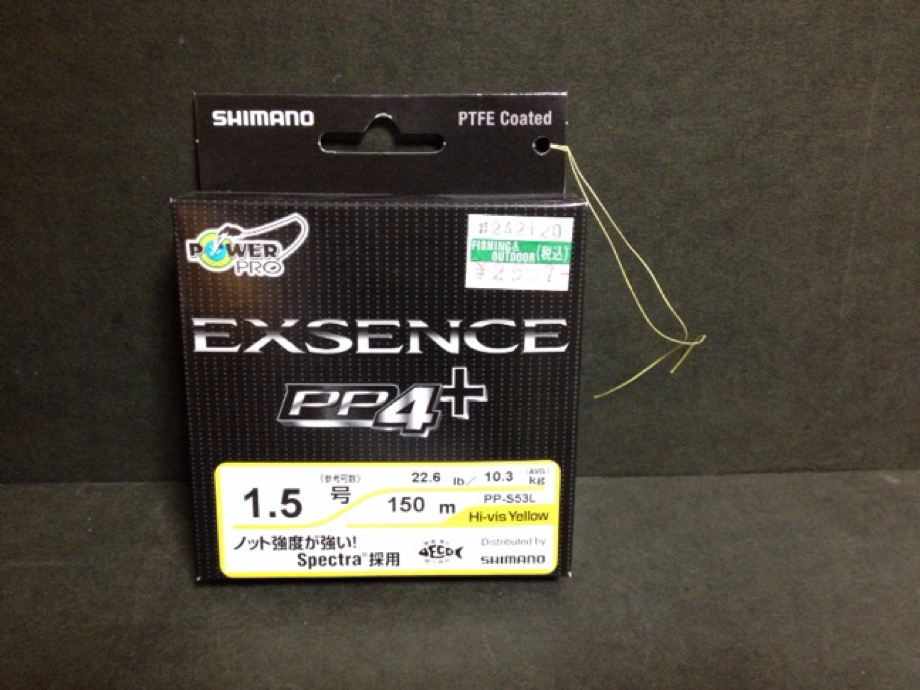 SHIMANO
PTFE Coated
POWER
PRO
#242120
FISHING&
OUTDOOR (税込)
EXSENCE
PP4+
(参考号数)
1.5 号
22.6 lb/ 10.3 kg (AVG)
150 m
PP-S53L
Hi-vis Yellow
ノット強度が強い!
Spectra®採用
ECO
Distributed by
SHIMANO